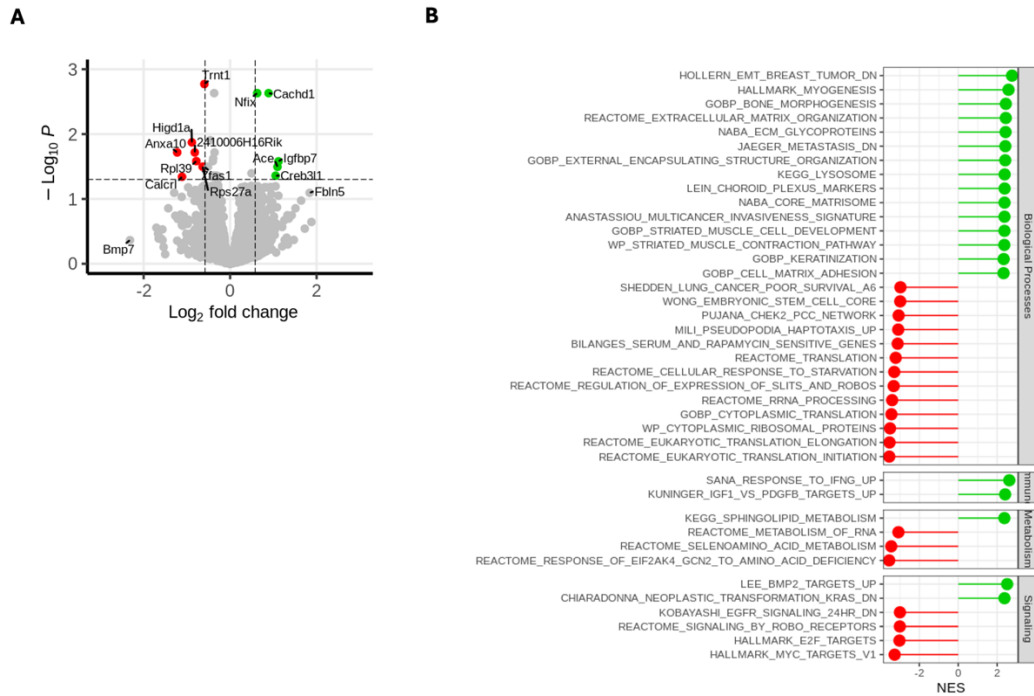 A
B
3
2
1
0
− Log10 P
-2
0
2
Log2 fold change
Trnt1
Nfix
Cachd1
Higd1a
2410006H16Rik
Anxa10
Ace
Igfbp7
Rpl39
Creb3l1
Calcrl
Rps27a
Fbln5
Bmp7
HOLLERN_EMT_BREAST_TUMOR_DN
HALLMARK_MYOGENESIS
GOBP_BONE_MORPHOGENESIS
REACTOME_EXTRACELLULAR_MATRIX_ORGANIZATION
NABA_ECM_GLYCOPROTEINS
JAEGER_METASTASIS_DN
GOBP_EXTERNAL_ENCAPSULATING_STRUCTURE_ORGANIZATION
KEGG_LYSOSOME
LEIN_CHOROID_PLEXUS_MARKERS
NABA_CORE_MATRISOME
ANASTASSIOU_MULTICANCER_INVASIVENESS_SIGNATURE
GOBP_STRIATED_MUSCLE_CELL_DEVELOPMENT
WP_STRIATED_MUSCLE_CONTRACTION_PATHWAY
GOBP_KERATINIZATION
GOBP_CELL_MATRIX_ADHESION
SHEDDEN_LUNG_CANCER_POOR_SURVIVAL_A6
WONG_EMBRYONIC_STEM_CELL_CORE
PUJANA_CHEK2_PCC_NETWORK
MILI_PSEUDOPODIA_HAPTOTAXIS_UP
BILANGES_SERUM_AND_RAPAMYCIN_SENSITIVE_GENES
REACTOME_TRANSLATION
REACTOME_CELLULAR_RESPONSE_TO_STARVATION
REACTOME_REGULATION_OF_EXPRESSION_OF_SLITS_AND_ROBOS
REACTOME_RRNA_PROCESSING
GOBP_CYTOPLASMIC_TRANSLATION
WP_CYTOPLASMIC_RIBOSOMAL_PROTEINS
REACTOME_EUKARYOTIC_TRANSLATION_ELONGATION
REACTOME_EUKARYOTIC_TRANSLATION_INITIATION
Biological Processes
SANA_RESPONSE_TO_IFNG_UP
KUNINGER_IGF1_VS_PDGFB_TARGETS_UP
KEGG_SPHINGOLIPID_METABOLISM
REACTOME_METABOLISM_OF_RNA
REACTOME_SELENOAMINO_ACID_METABOLISM
REACTOME_RESPONSE_OF_EIF2AK4_GCN2_TO_AMINO_ACID_DEFICIENCY
Metabolism
LEE_BMP2_TARGETS_UP
CHIARADONNA_NEOPLASTIC_TRANSFORMATION_KRAS_DN
KOBAYASHI_EGFR_SIGNALING_24HR_DN
REACTOME_SIGNALING_BY_ROBO_RECEPTORS
HALLMARK_E2F_TARGETS
HALLMARK_MYC_TARGETS_V1
Signaling
-2
0
2
NES